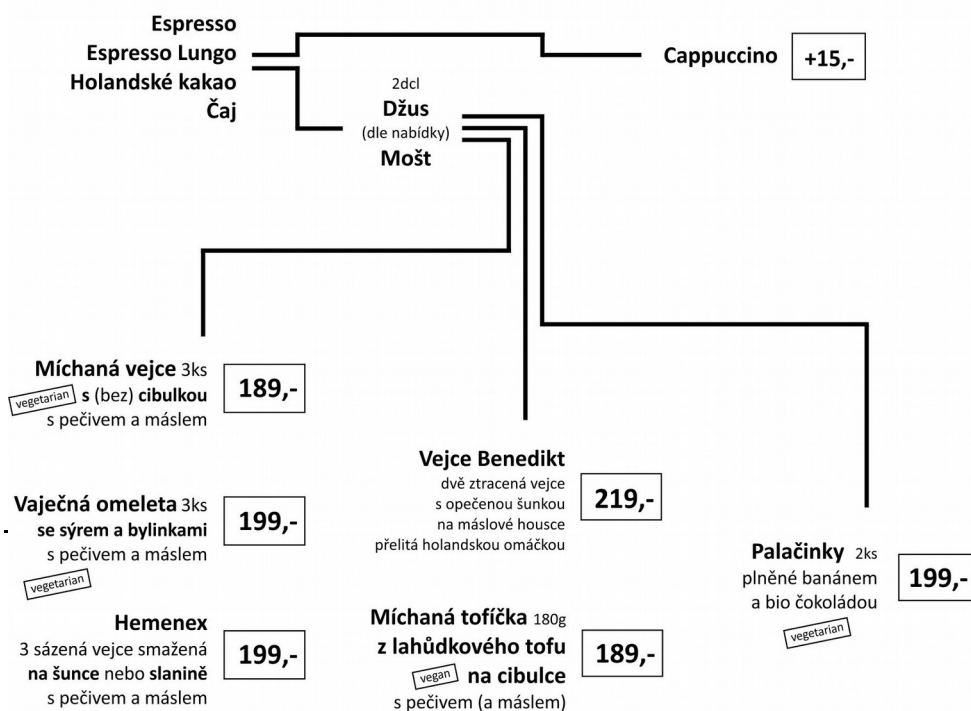 Espresso
Espresso Lungo
Holandské kakao
Čaj
Cappuccino +15,-
2dcl
Džus
(dle nabídky)
Mošt
Míchaná vejce 3ks
vegetarian s (bez) cibulkou
s pečivem a máslem
189,-
Vaječná omeleta 3ks
se sýrem a bylinkami
s pečivem a máslem
vegetarian
199,-
Hemenex
3 sázená vejce smažená
na šunce nebo slanině
s pečivem a máslem
199,-
Vejce Benedikt
dvě ztracená vejce
s opečenou šunkou
na máslové housce
přelitá holandskou omáčkou
219,-
Míchaná tofíčka 180g
z lahůdkového tofu
vegan na cibulce
s pečivem (a máslem)
189,-
Palačinky 2ks
plněné banánem
a bio čokoládou
vegetarian
199,-